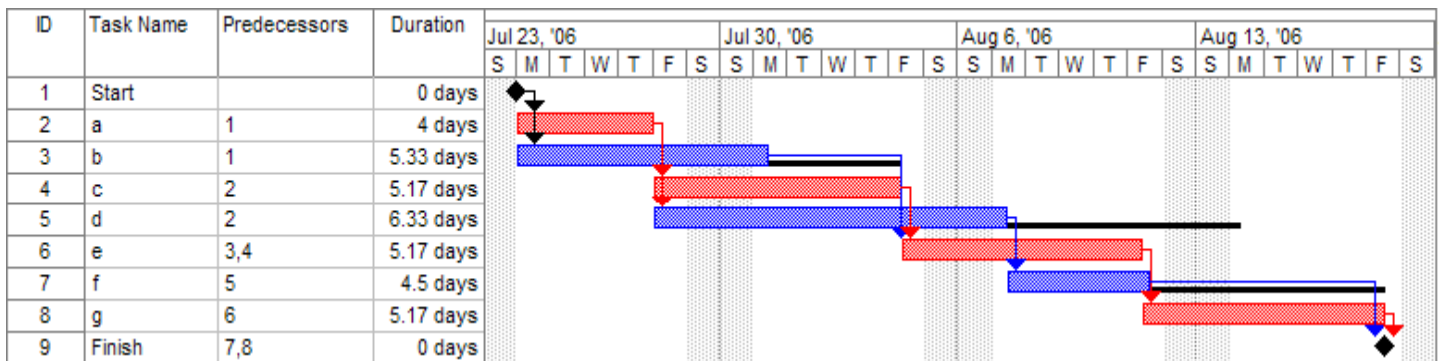 ID Task Name Predecessors Duration Jul 23, '06 Jul 30, '06 Aug 6, '06 Aug 13, '06
S M T W T F S S M T W T F S S M T W T F S S M T W T F S
1 Start 0 days
2 a 1 4 days
3 b 1 5.33 days
4 c 2 5.17 days
5 d 2 6.33 days
6 e 3,4 5.17 days
7 f 5 4.5 days
8 g 6 5.17 days
9 Finish 7,8 0 days